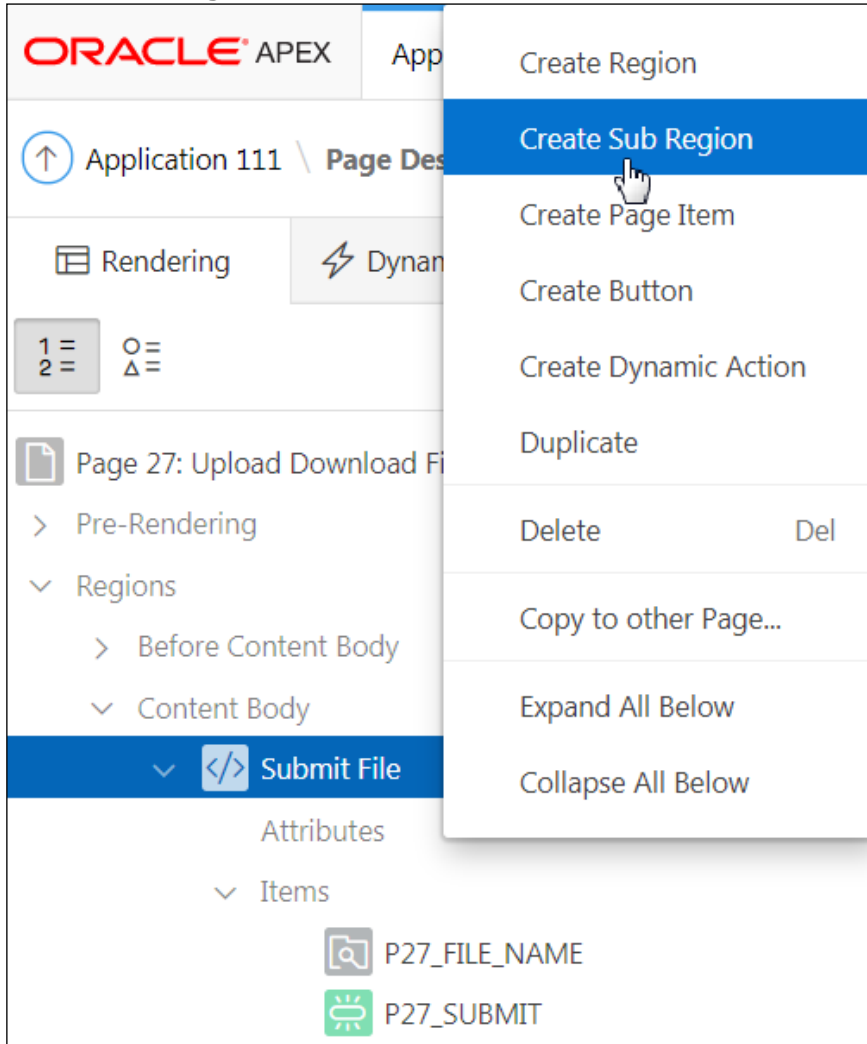 ORACLE APEX
App
Application 111 \ Page Des
Rendering
Dynan
1 =
2 =
Page 27: Upload Download Fi
Pre-Rendering
Regions
Before Content Body
Content Body
</> Submit File
Attributes
Items
P27_FILE_NAME
P27_SUBMIT
Create Region
Create Sub Region
Create Page Item
Create Button
Create Dynamic Action
Duplicate
Delete Del
Copy to other Page...
Expand All Below
Collapse All Below